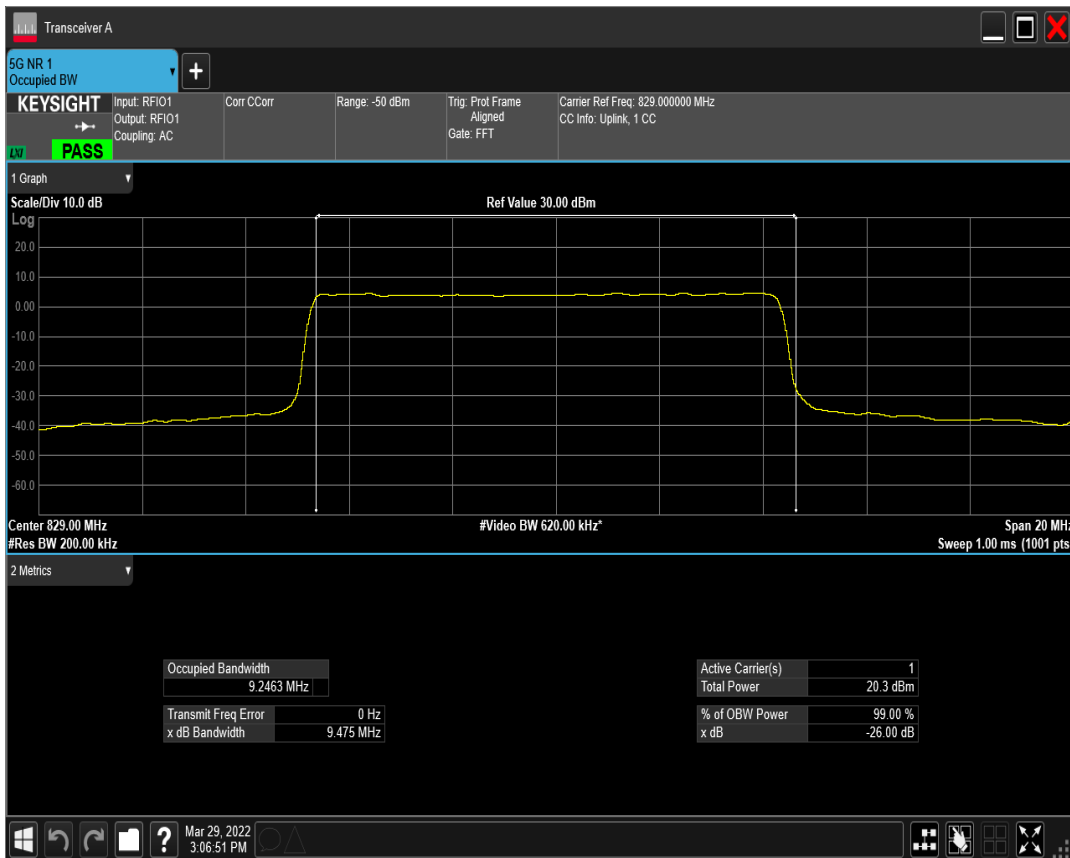 Transceiver A
5G NR 1
Occupied BW
KEYSIGHT
LXI
PASS
Input: RFIO1
Output: RFIO1
Coupling: AC
Corr CCorr
Range: -50 dBm
Trig: Prot Frame
Aligned
Gate: FFT
Carrier Ref Freq: 829.000000 MHz
CC Info: Uplink, 1 CC
1 Graph
Scale/Div 10.0 dB
Ref Value 30.00 dBm
Log
20.0
10.0
0.00
-10.0
-20.0
-30.0
-40.0
-50.0
-60.0
Center 829.00 MHz
#Video BW 620.00 kHz*
Span 20 MHz
#Res BW 200.00 kHz
Sweep 1.00 ms (1001 pts
2 Metrics
Occupied Bandwidth
9.2463 MHz
Transmit Freq Error 0 Hz
x dB Bandwidth 9.475 MHz
Active Carrier(s) 1
Total Power 20.3 dBm
% of OBW Power 99.00 %
x dB -26.00 dB
?
Mar 29, 2022
3:06:51 PM